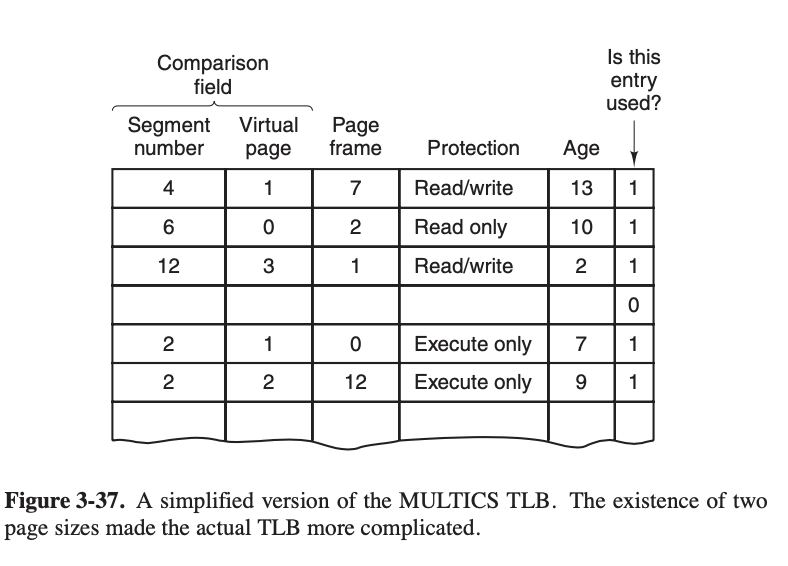 Comparison field
Is this entry used?
Segment number Virtual page Page frame Protection Age
4 1 7 Read/write 13 1
6 0 2 Read only 10 1
12 3 1 Read/write 2 1
0
2 1 0 Execute only 7 1
2 2 12 Execute only 9 1
Figure 3-37. A simplified version of the MULTICS TLB. The existence of two
page sizes made the actual TLB more complicated.